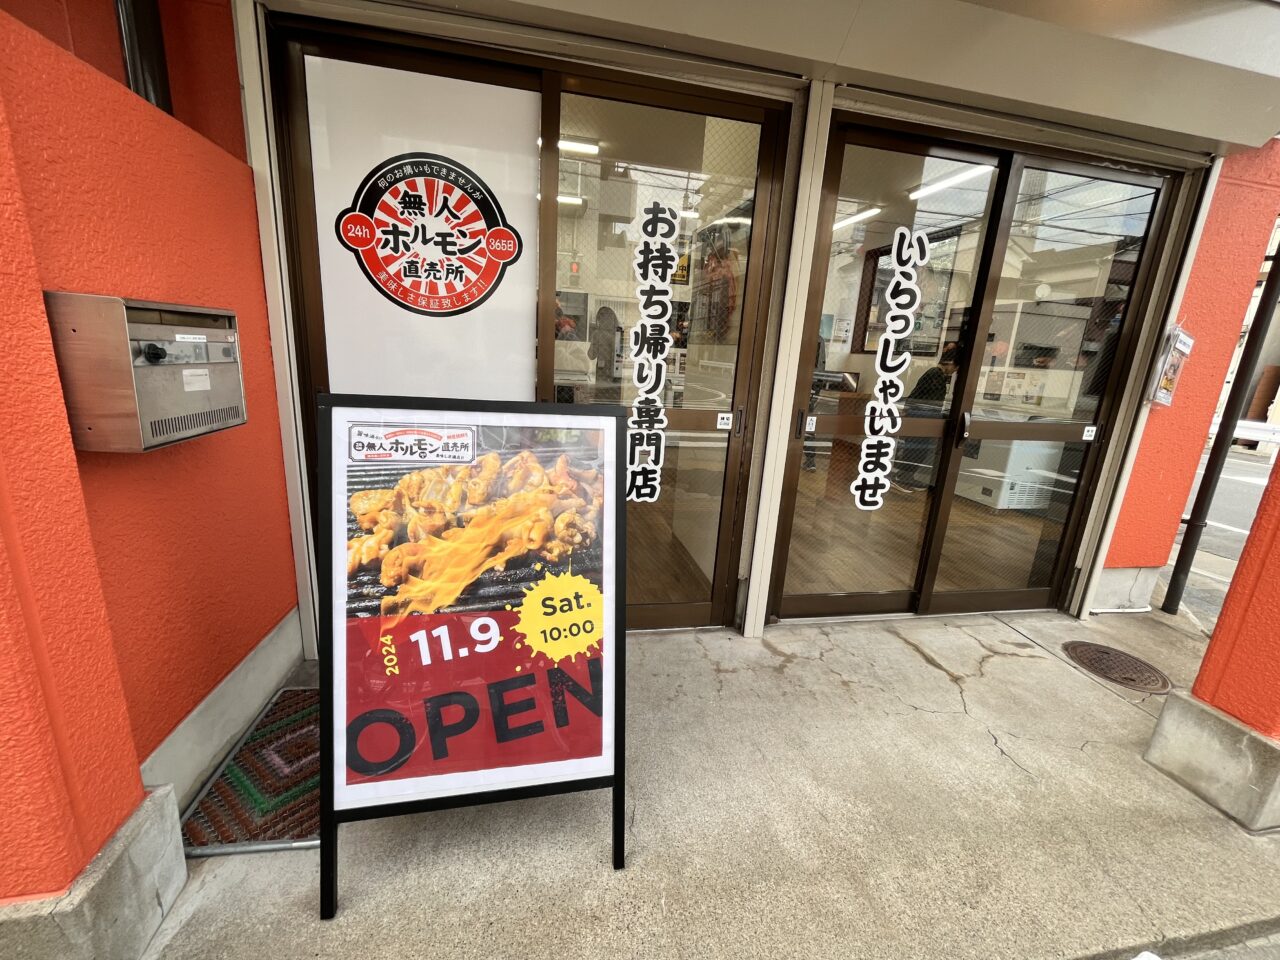 何のお構いもできませんが
無人
24h
ホルモン
365日
直売所
美味しさ保証致します!!
お持ち帰り専門店
いらっしゃいませ
無人ホルモン直売所
2024
11.9
Sat.
10:00
OPEN